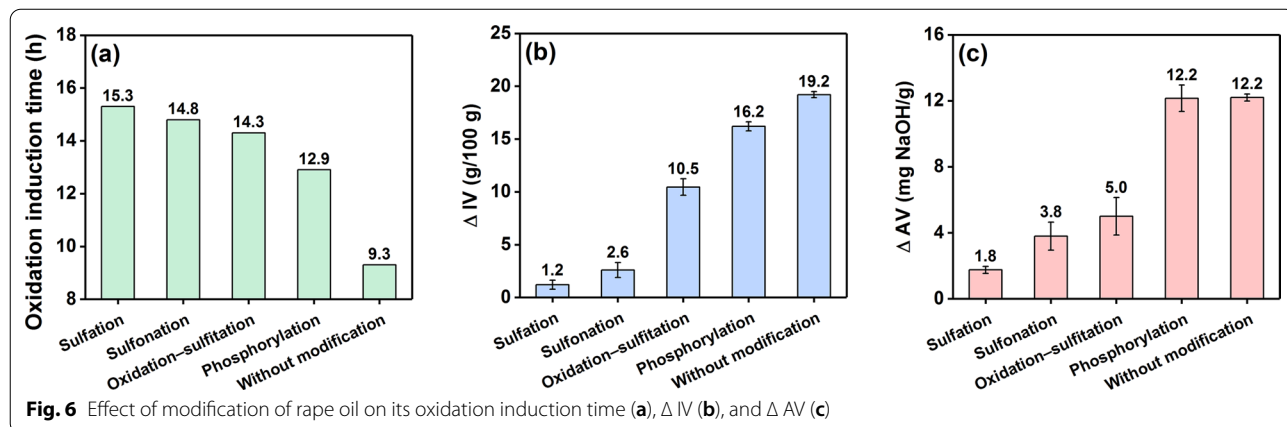 (a)
Oxidation induction time (h)
18
16
14
12
10
8
15.3
14.8
14.3
12.9
9.3
Sulfation
Sulfonation
Oxidation–sulfitation
Phosphorylation
Without modification
(b)
Δ IV (g/100 g)
25
20
15
10
5
0
1.2
2.6
10.5
16.2
19.2
Sulfation
Sulfonation
Oxidation–sulfitation
Phosphorylation
Without modification
(c)
Δ AV (mg NaOH/g)
16
12
8
4
0
1.8
3.8
5.0
12.2
12.2
Sulfation
Sulfonation
Oxidation–sulfitation
Phosphorylation
Without modification
Fig. 6 Effect of modification of rape oil on its oxidation induction time (a), Δ IV (b), and Δ AV (c)